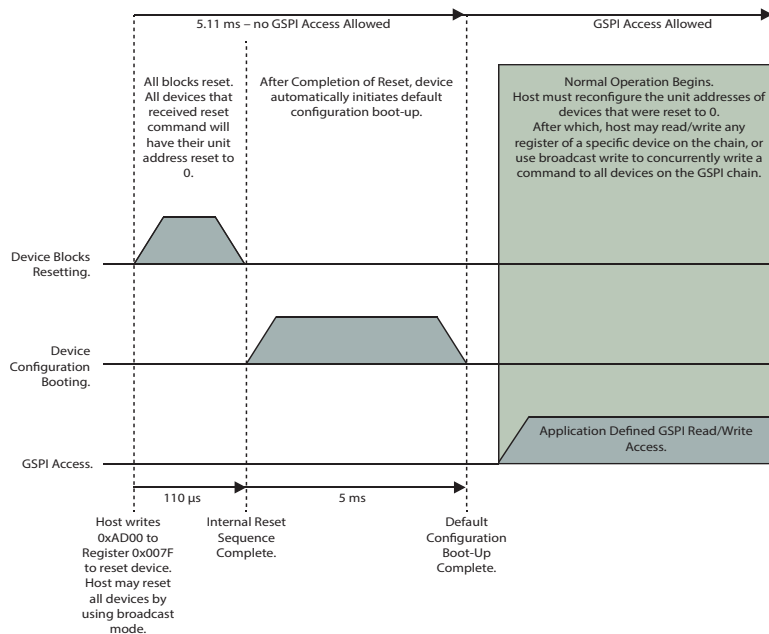 5.11 ms – no GSPI Access Allowed
GSPI Access Allowed
All blocks reset.
All devices that
received reset
command will
have their unit
address reset to
0.
After Completion of Reset, device
automatically initiates default
configuration boot-up.
Normal Operation Begins.
Host must reconfigure the unit addresses of
devices that were reset to 0.
After which, host may read/write any
register of a specific device on the chain, or
use broadcast write to concurrently write a
command to all devices on the GSPI chain.
Device Blocks
Resetting.
Device
Configuration
Booting.
Application Defined GSPI Read/Write
Access.
GSPI Access.
110 μs
5 ms
Host writes
0xAD00 to
Register 0x007F
to reset device.
Host may reset
all devices by
using broadcast
mode.
Internal Reset
Sequence
Complete.
Default
Configuration
Boot-Up
Complete.